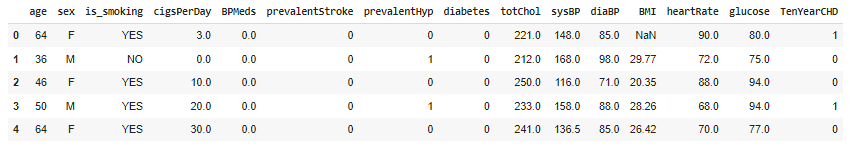 age sex is_smoking cigsPerDay BPMeds prevalentStroke prevalentHyp diabetes totChol sysBP diaBP BMI heartRate glucose TenYearCHD
0 64 F YES 3.0 0.0 0 0 0 221.0 148.0 85.0 NaN 90.0 80.0 1
1 36 M NO 0.0 0.0 0 1 0 212.0 168.0 98.0 29.77 72.0 75.0 0
2 46 F YES 10.0 0.0 0 0 0 250.0 116.0 71.0 20.35 88.0 94.0 0
3 50 M YES 20.0 0.0 0 1 0 233.0 158.0 88.0 28.26 68.0 94.0 1
4 64 F YES 30.0 0.0 0 0 0 241.0 136.5 85.0 26.42 70.0 77.0 0